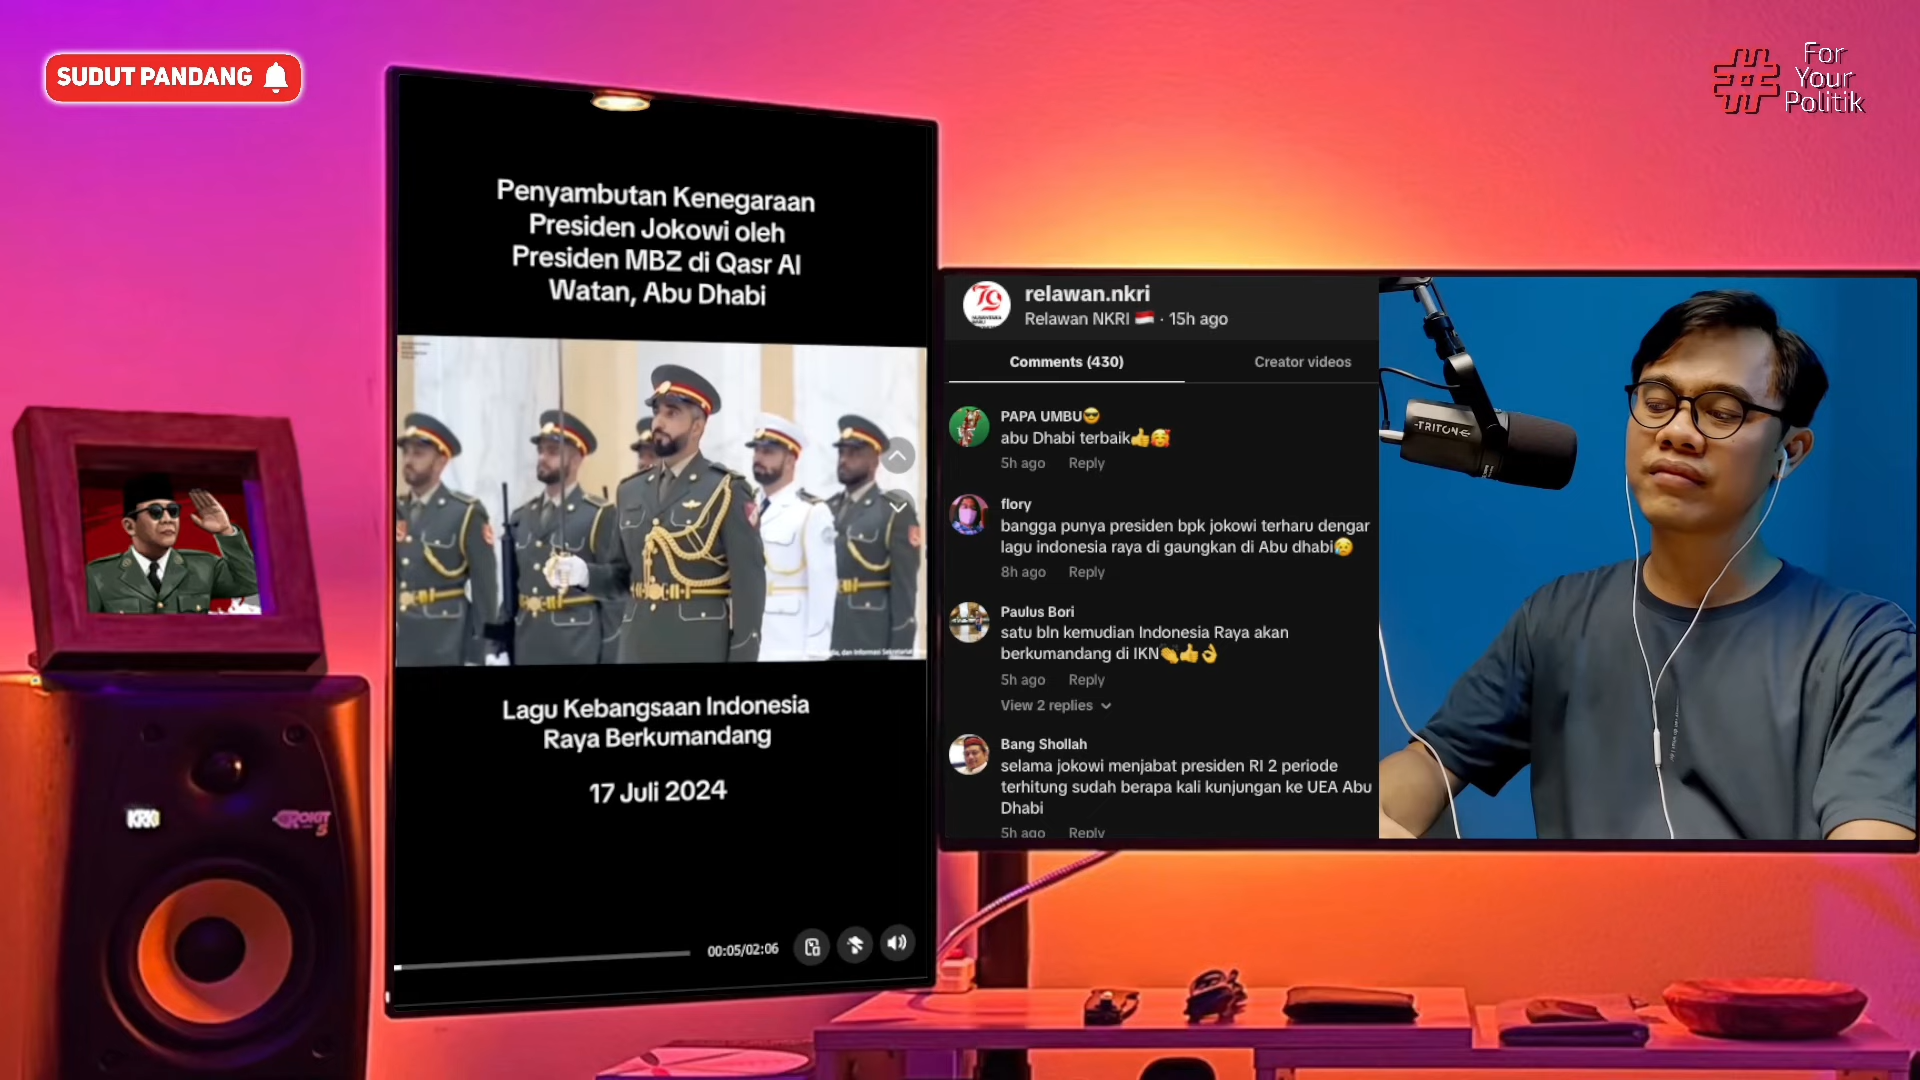 SUDUT PANDANG
For
Your
Politik
Penyambutan Kenegaraan
Presiden Jokowi oleh
Presiden MBZ di Qasr Al
Watan, Abu Dhabi
Lagu Kebangsaan Indonesia
Raya Berkumandang
17 Juli 2024
00:05/02:06
relawan.nkri
Relawan NKRI 🇮🇩 · 15h ago
Comments (430)
Creator videos
PAPA UMBU😎
abu Dhabi terbaik👍🥰
5h ago Reply
flory
bangga punya presiden bpk jokowi terharu dengar
lagu indonesia raya di gaungkan di Abu dhabi😥
8h ago Reply
Paulus Bori
satu bln kemudian Indonesia Raya akan
berkumandang di IKN👏👍👌
5h ago Reply
View 2 replies
Bang Shollah
selama jokowi menjabat presiden RI 2 periode
terhitung sudah berapa kali kunjungan ke UEA Abu
Dhabi
5h ago Reply
TRITON
KRK
ROKIT 5